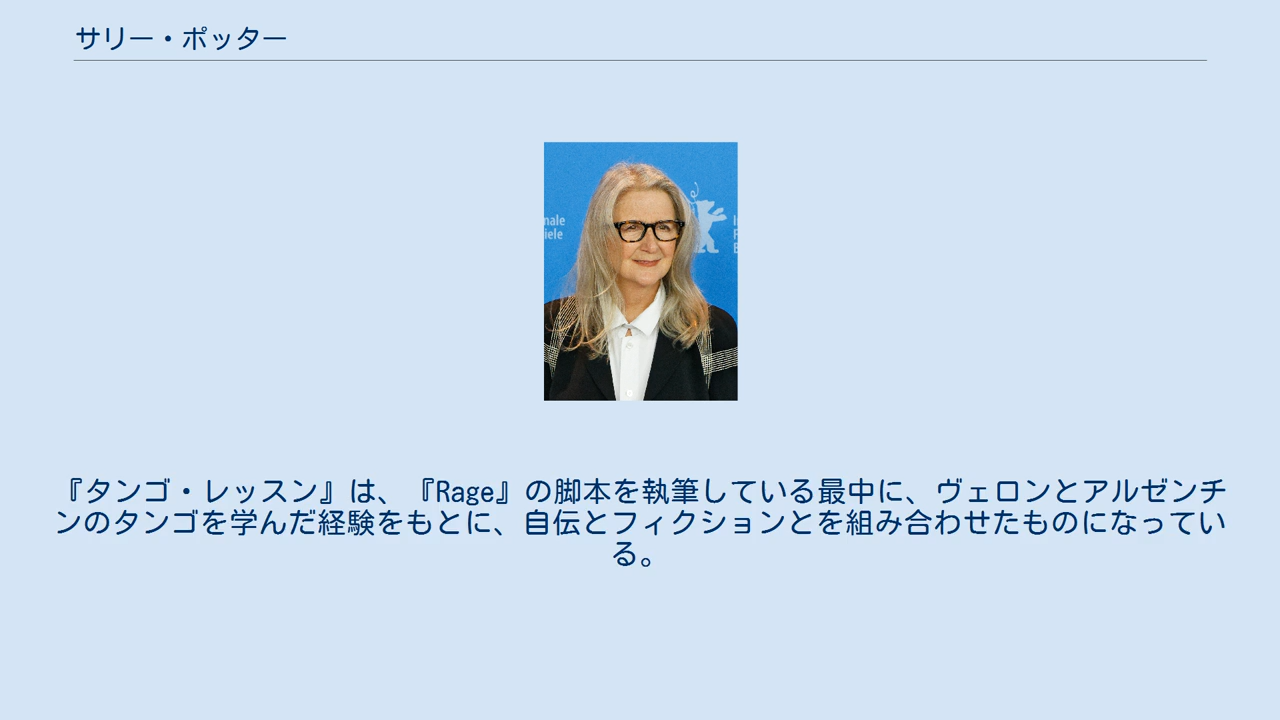 サリー・ポッター
nale
iele
『タンゴ・レッスン』は、『Rage』の脚本を執筆している最中に、ヴェロンとアルゼンチ
ンのタンゴを学んだ経験をもとに、自伝とフィクションとを組み合わせたものになってい
る。